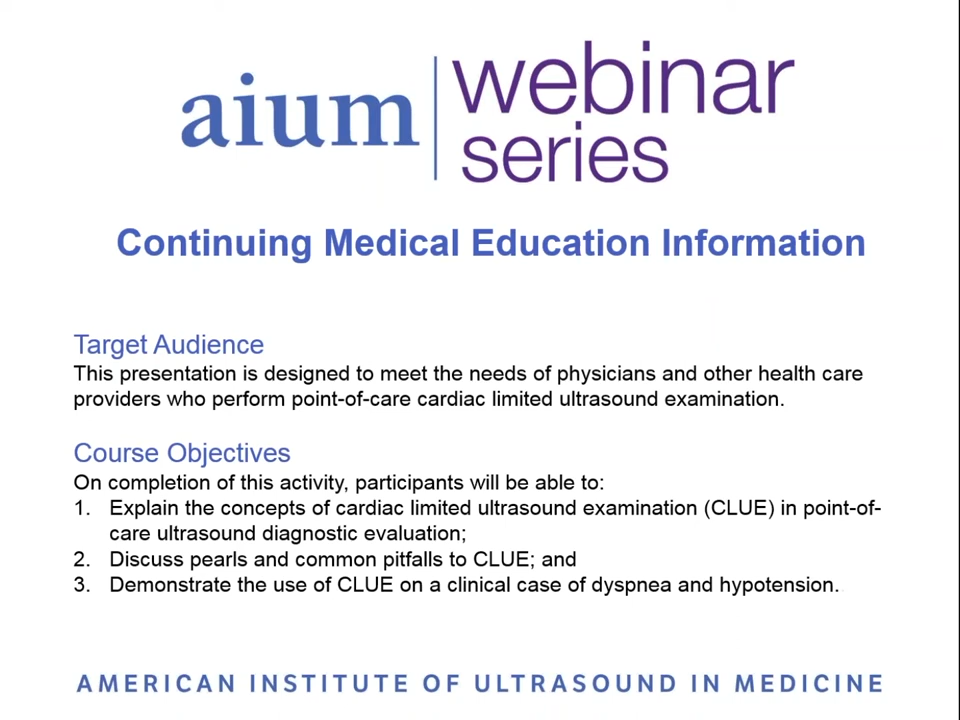 aium webinar
series
Continuing Medical Education Information
Target Audience
This presentation is designed to meet the needs of physicians and other health care
providers who perform point-of-care cardiac limited ultrasound examination.
Course Objectives
On completion of this activity, participants will be able to:
1. Explain the concepts of cardiac limited ultrasound examination (CLUE) in point-of-
care ultrasound diagnostic evaluation;
2. Discuss pearls and common pitfalls to CLUE; and
3. Demonstrate the use of CLUE on a clinical case of dyspnea and hypotension.
AMERICAN INSTITUTE OF ULTRASOUND IN MEDICINE